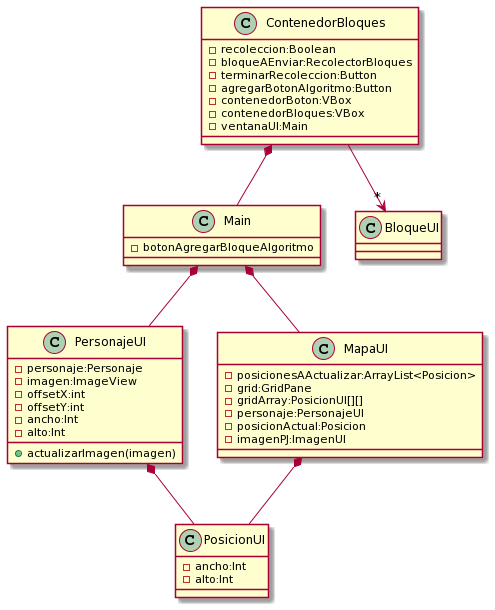 C ContenedorBloques
recoleccion:Boolean
bloqueAEnviar:RecolectorBloques
terminarRecoleccion:Button
agregarBotonAlgoritmo:Button
contenedorBoton:VBox
contenedorBloques:VBox
ventanaUI:Main
*
C Main
botonAgregarBloqueAlgoritmo
C BloqueUI
C PersonajeUI
personaje:Personaje
imagen:ImageView
offsetX:int
offsetY:int
ancho:Int
alto:Int
actualizarImagen(imagen)
C MapaUI
posicionesAActualizar:ArrayList<Posicion>
grid:GridPane
gridArray:PosicionUI[][]
personaje:PersonajeUI
posicionActual:Posicion
imagenPJ:ImagenUI
C PosicionUI
ancho:Int
alto:Int